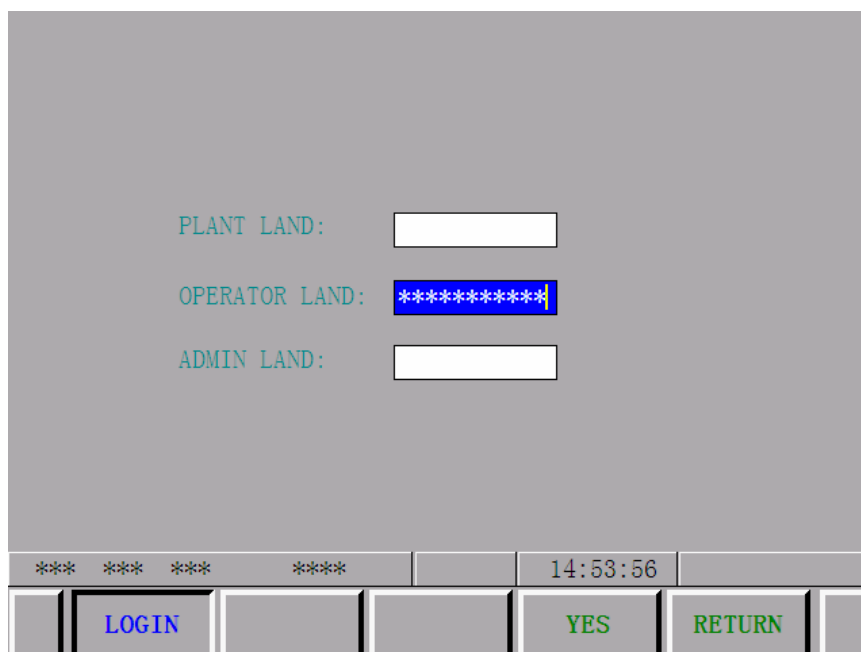 PLANT LAND:
OPERATOR LAND: ***********
ADMIN LAND:
*** *** *** **** 14:53:56
LOGIN YES RETURN